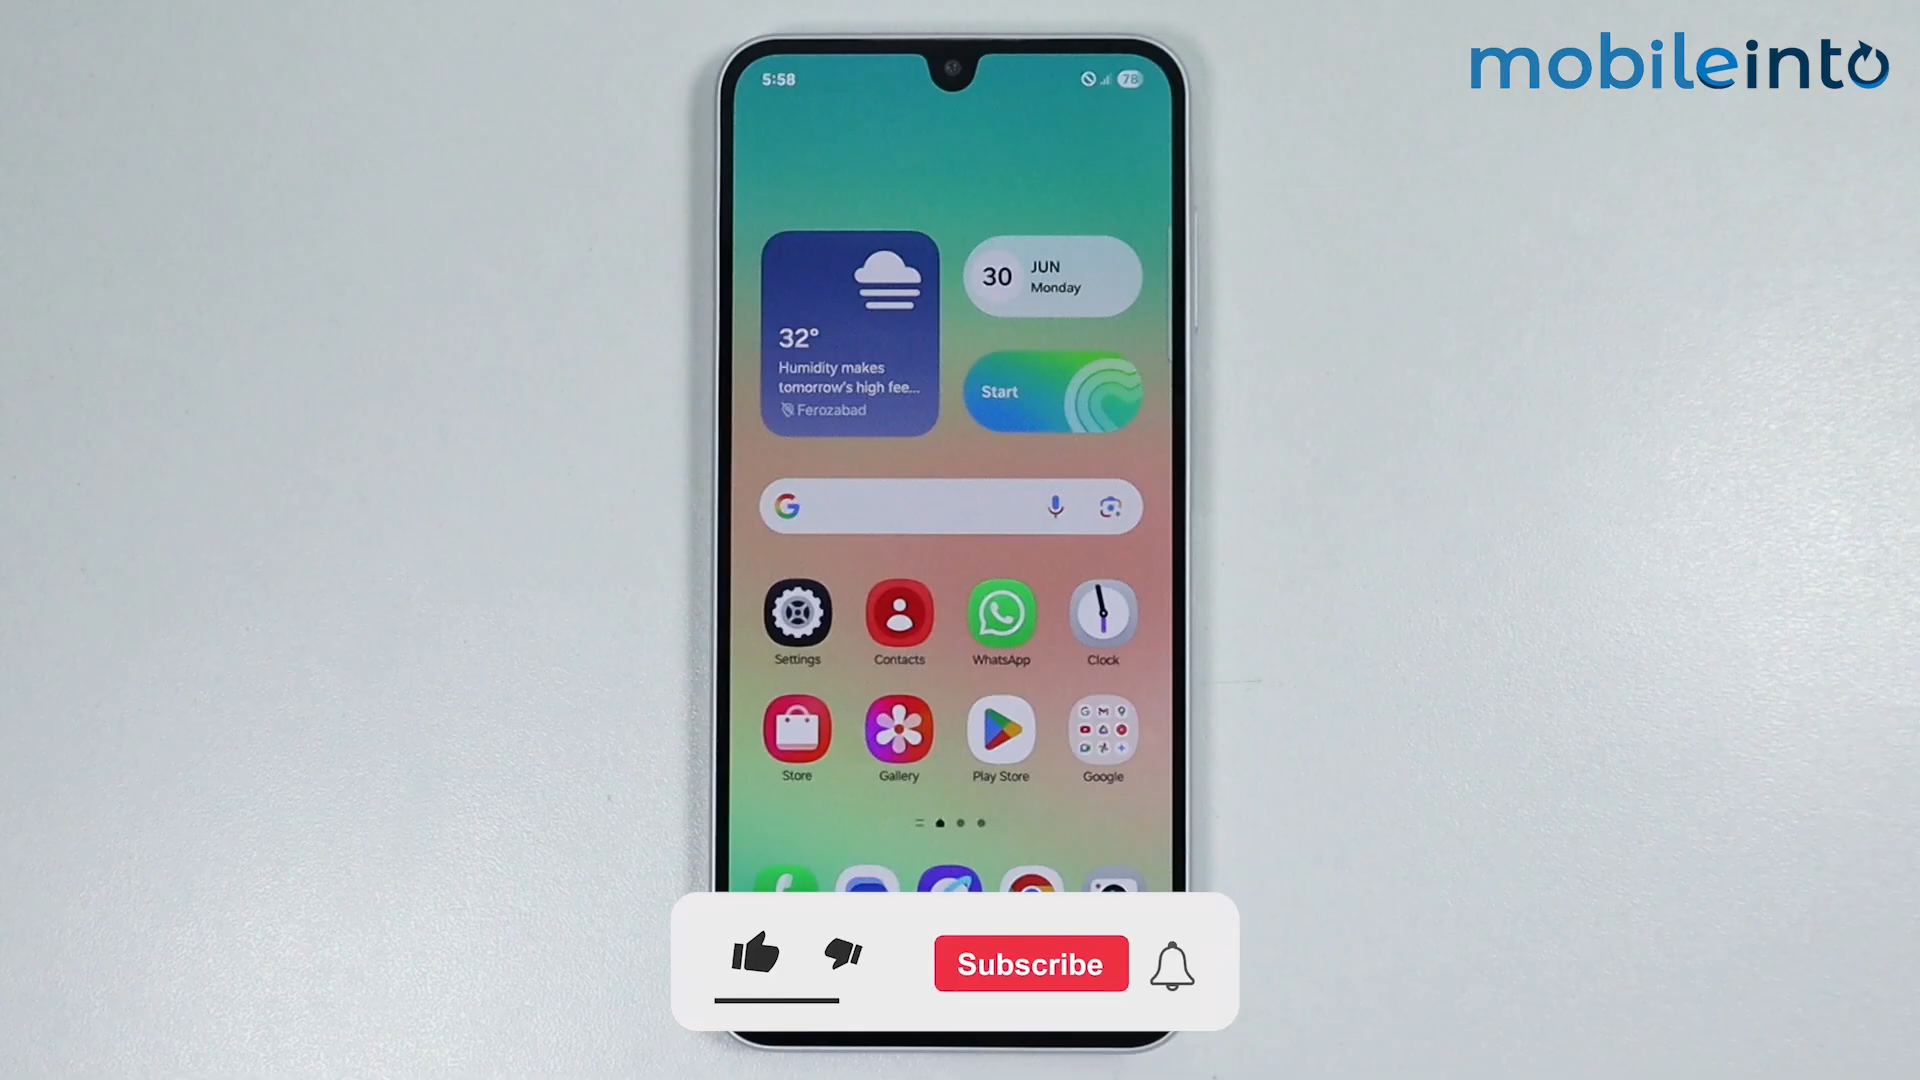 mobileinto
5:58
78
30
JUN
Monday
32°
Humidity makes
tomorrow's high fee...
Ferozabad
Start
Settings
Contacts
WhatsApp
Clock
Store
Gallery
Play Store
Google
Subscribe